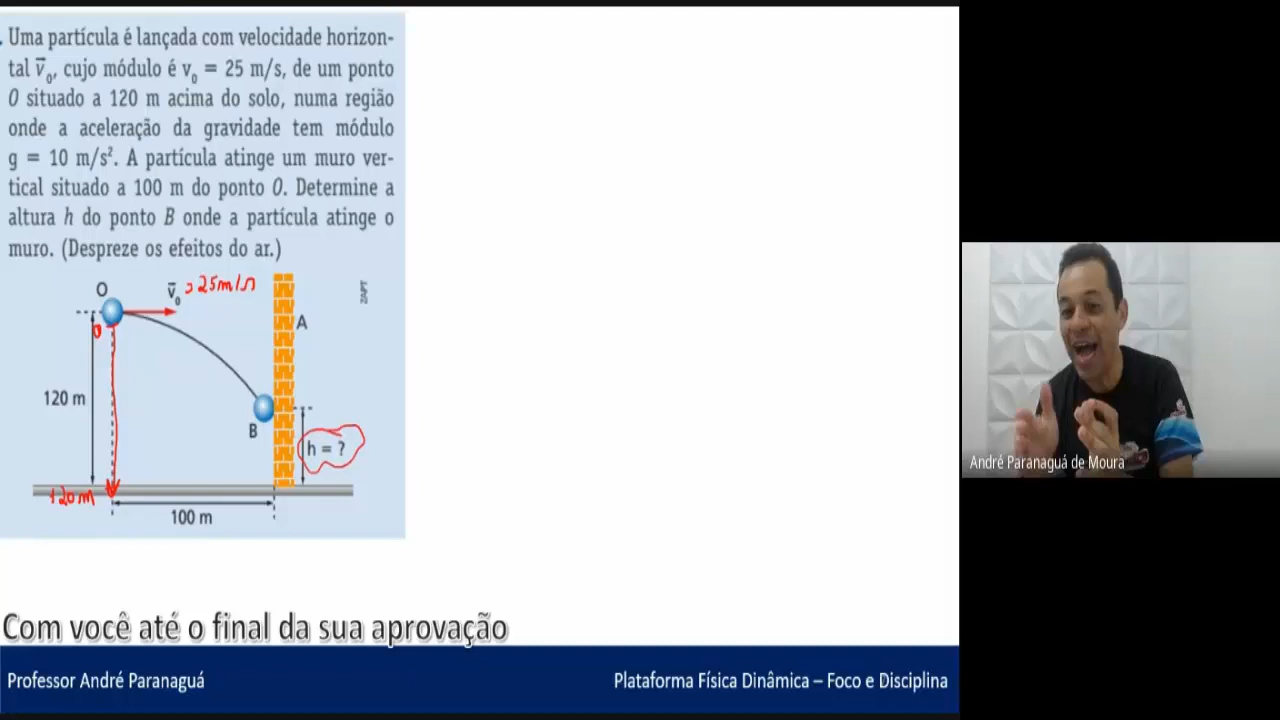 . Uma partícula é lançada com velocidade horizon-
tal v̅₀, cujo módulo é v₀ = 25 m/s, de um ponto
O situado a 120 m acima do solo, numa região
onde a aceleração da gravidade tem módulo
g = 10 m/s². A partícula atinge um muro ver-
tical situado a 100 m do ponto O. Determine a
altura h do ponto B onde a partícula atinge o
muro. (Despreze os efeitos do ar.)
O
v̅₀ = 25 m/s
ZAPT
0
A
120 m
B
h = ?
120m
100 m
André Paranaguá de Moura
Com você até o final da sua aprovação
Professor André Paranaguá
Plataforma Física Dinâmica – Foco e Disciplina